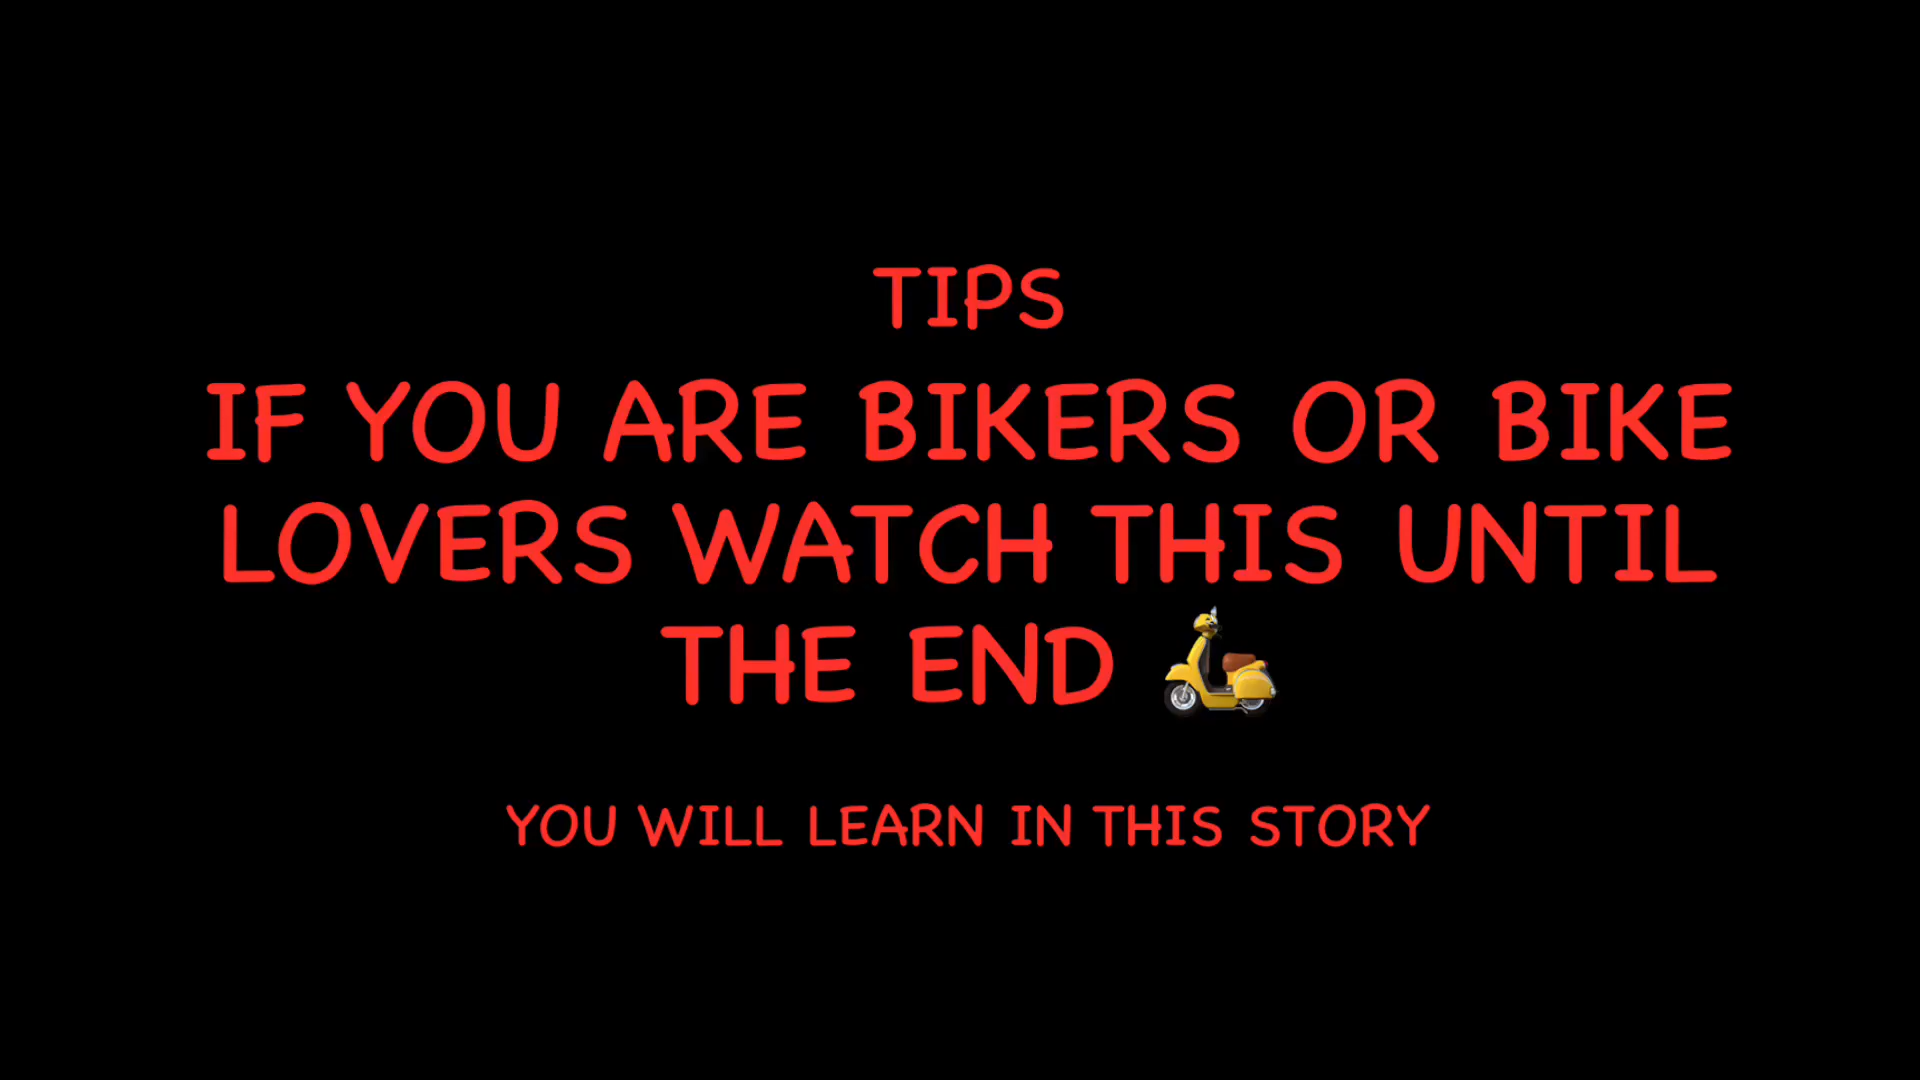 TIPS
IF YOU ARE BIKERS OR BIKE
LOVERS WATCH THIS UNTIL
THE END 🛵
YOU WILL LEARN IN THIS STORY